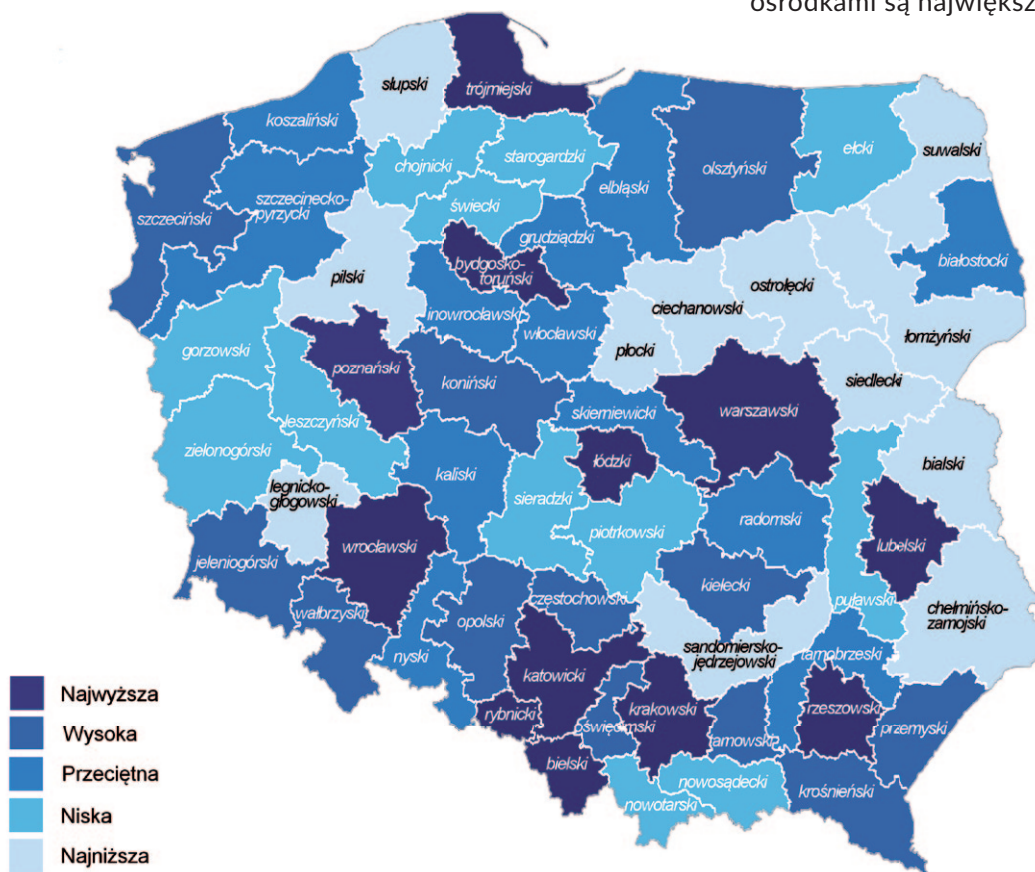 ośrodkami są najwięks
słupski
trójmiejski
koszaliński
chojnicki
starogardzki
ełcki
suwalski
olsztyński
elbląski
szczecinecko-
pyrzycki
szczeciński
świecki
grudziądzki
białostocki
bydgosko-
toruński
pilski
ostrołęcki
ciechanowski
inowrocławski
włocławski
łomżyński
płocki
gorzowski
poznański
koniński
siedlecki
warszawski
skierniewicki
leszczyński
zielonogórski
kaliski
łódzki
bialski
legnicko-
głogowski
sieradzki
piotrkowski
radomski
wrocławski
lubelski
jeleniogórski
kielecki
częstochowski
puławski
wałbrzyski
opolski
chełmińsko-
zamojski
sandomiersko-
jędrzejowski
nyski
tarnobrzeski
katowicki
Najwyższa
rybnicki
krakowski
rzeszowski
oświęcimski
przemyski
Wysoka
tarnowski
bielski
Przeciętna
nowosądecki
krośnieński
nowotarski
Niska
Najniższa